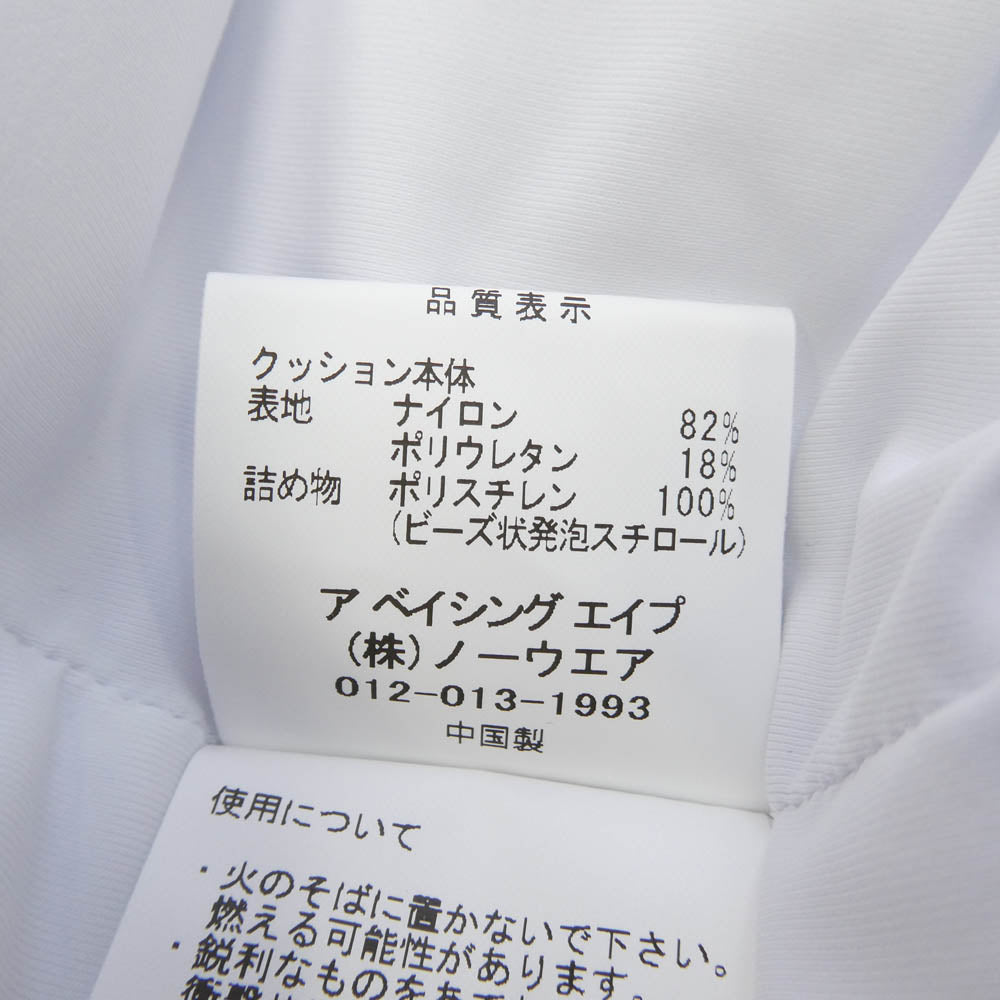 品質表示
クッション本体
表地 ナイロン 82%
ポリウレタン 18%
詰め物 ポリスチレン 100%
(ビーズ状発泡スチロール)
ア ベイシング エイプ
(株)ノーウエア
012-013-1993
中国製
使用について
・火のそばに置かないで下さい。
燃える可能性があります。
・鋭利なものをあ
衝撃